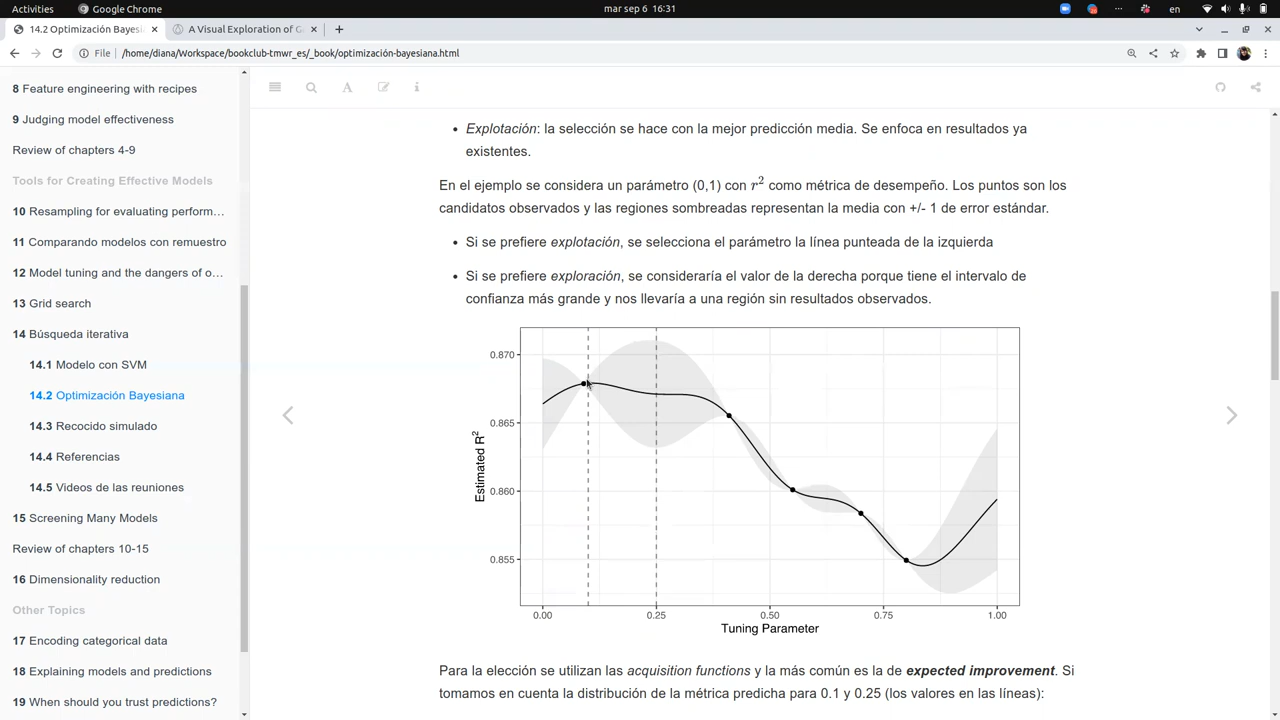 Activities
Google Chrome
mar sep 6 16:31
en
14.2 Optimización Bayesi
A Visual Exploration of G
File
/home/diana/Workspace/bookclub-tmwr_es/_book/optimización-bayesiana.html
8 Feature engineering with recipes
9 Judging model effectiveness
Review of chapters 4-9
Tools for Creating Effective Models
10 Resampling for evaluating perform…
11 Comparando modelos con remuestro
12 Model tuning and the dangers of o…
13 Grid search
14 Búsqueda iterativa
14.1 Modelo con SVM
14.2 Optimización Bayesiana
14.3 Recocido simulado
14.4 Referencias
14.5 Videos de las reuniones
15 Screening Many Models
Review of chapters 10-15
16 Dimensionality reduction
Other Topics
17 Encoding categorical data
18 Explaining models and predictions
19 When should you trust predictions?
• Explotación: la selección se hace con la mejor predicción media. Se enfoca en resultados ya
existentes.
En el ejemplo se considera un parámetro (0,1) con r² como métrica de desempeño. Los puntos son los
candidatos observados y las regiones sombreadas representan la media con +/- 1 de error estándar.
• Si se prefiere explotación, se selecciona el parámetro la línea punteada de la izquierda
• Si se prefiere exploración, se consideraría el valor de la derecha porque tiene el intervalo de
confianza más grande y nos llevaría a una región sin resultados observados.
0.870
0.865
0.860
0.855
Estimated R²
0.00 0.25 0.50 0.75 1.00
Tuning Parameter
Para la elección se utilizan las acquisition functions y la más común es la de expected improvement. Si
tomamos en cuenta la distribución de la métrica predicha para 0.1 y 0.25 (los valores en las líneas):